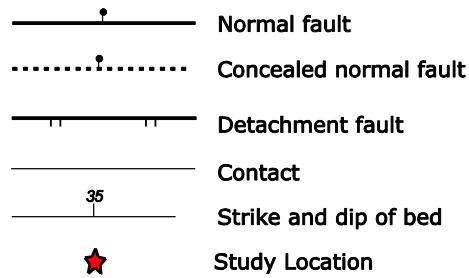 Normal fault
Concealed normal fault
Detachment fault
Contact
35
Strike and dip of bed
Study Location